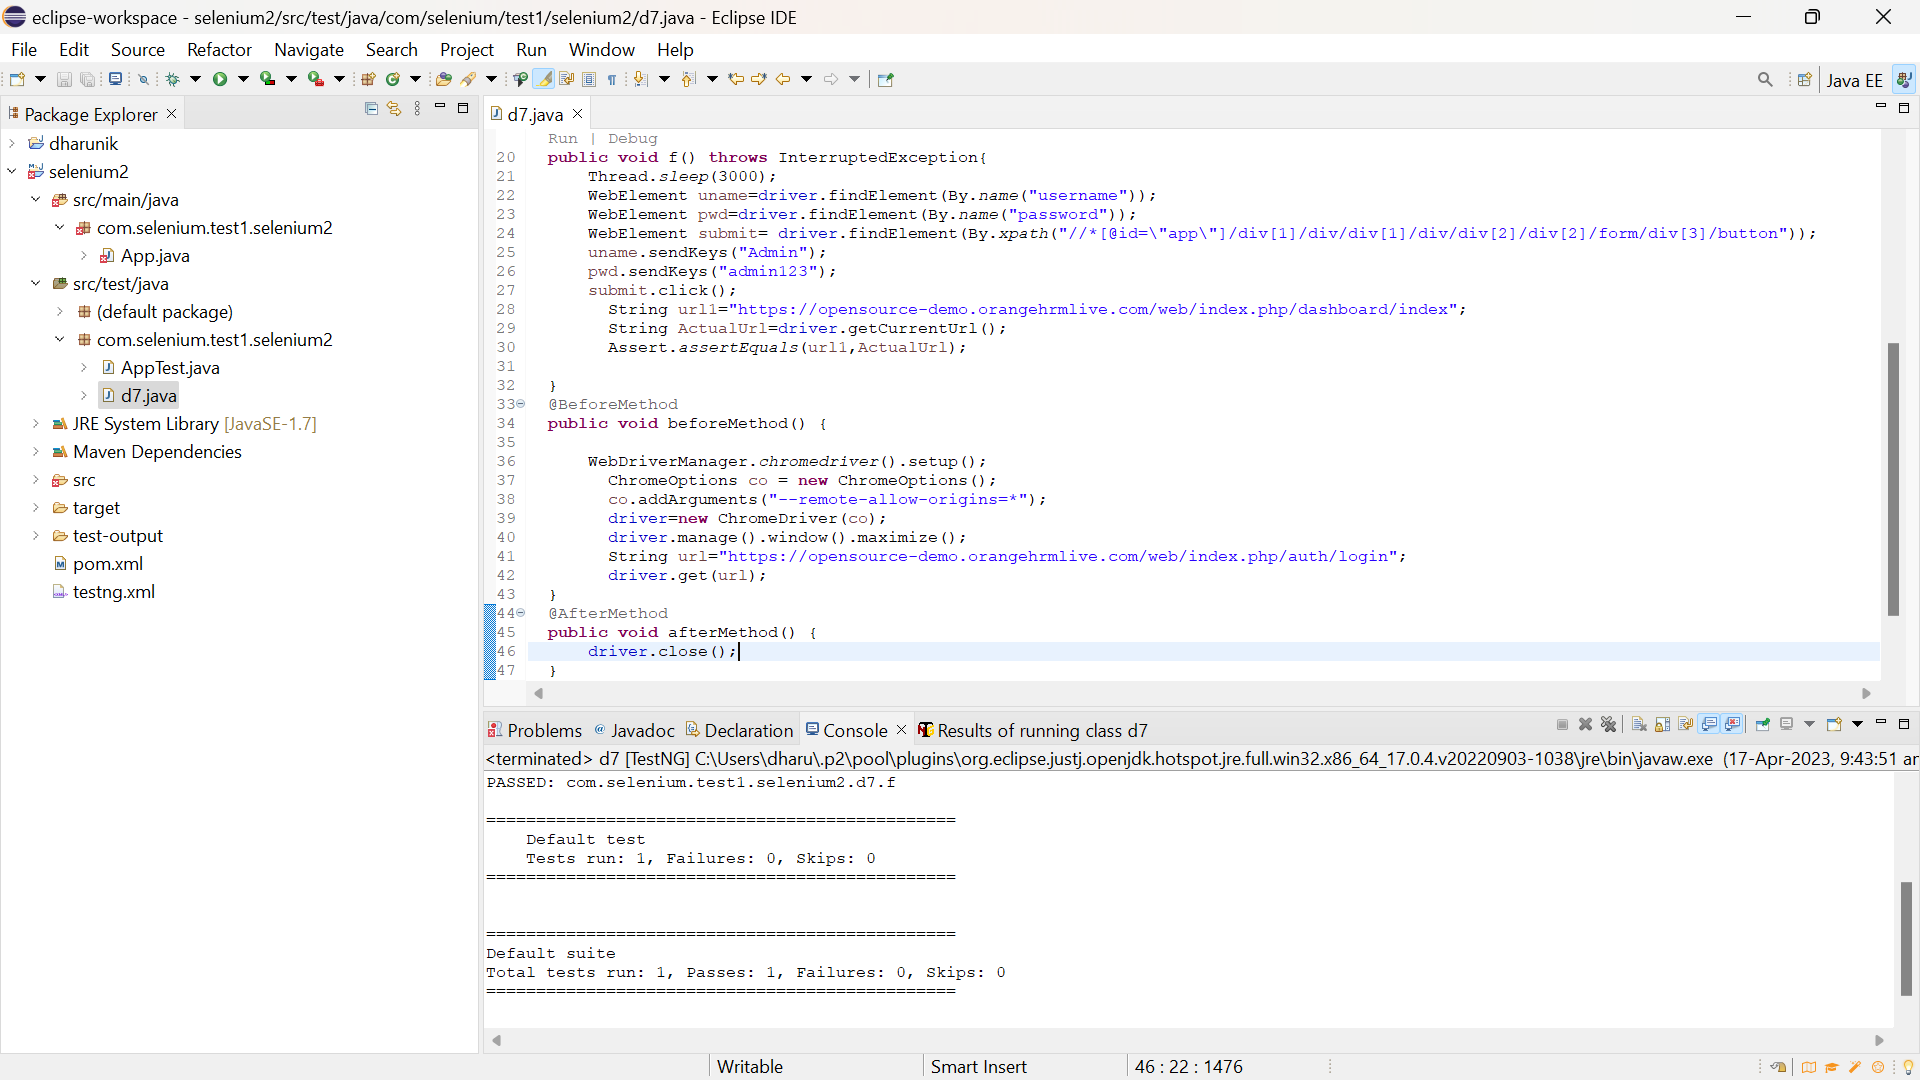 eclipse-workspace - selenium2/src/test/java/com/selenium/test1/selenium2/d7.java - Eclipse IDE
File Edit Source Refactor Navigate Search Project Run Window Help
Java EE
Package Explorer
dharunik
selenium2
src/main/java
com.selenium.test1.selenium2
App.java
src/test/java
(default package)
com.selenium.test1.selenium2
AppTest.java
d7.java
JRE System Library [JavaSE-1.7]
Maven Dependencies
src
target
test-output
pom.xml
testng.xml
d7.java
Run | Debug
20 public void f() throws InterruptedException{
21 Thread.sleep(3000);
22 WebElement uname=driver.findElement(By.name("username"));
23 WebElement pwd=driver.findElement(By.name("password"));
24 WebElement submit= driver.findElement(By.xpath("//*[@id=\"app\"]/div[1]/div/div[1]/div/div[2]/div[2]/form/div[3]/button"));
25 uname.sendKeys("Admin");
26 pwd.sendKeys("admin123");
27 submit.click();
28 String url1="https://opensource-demo.orangehrmlive.com/web/index.php/dashboard/index";
29 String ActualUrl=driver.getCurrentUrl();
30 Assert.assertEquals(url1,ActualUrl);
31
32 }
33 @BeforeMethod
34 public void beforeMethod() {
35
36 WebDriverManager.chromedriver().setup();
37 ChromeOptions co = new ChromeOptions();
38 co.addArguments("--remote-allow-origins=*");
39 driver=new ChromeDriver(co);
40 driver.manage().window().maximize();
41 String url="https://opensource-demo.orangehrmlive.com/web/index.php/auth/login";
42 driver.get(url);
43 }
44 @AfterMethod
45 public void afterMethod() {
46 driver.close();
47 }
Problems @ Javadoc Declaration Console Results of running class d7
<terminated> d7 [TestNG] C:\Users\dharu\.p2\pool\plugins\org.eclipse.justj.openjdk.hotspot.jre.full.win32.x86_64_17.0.4.v20220903-1038\jre\bin\javaw.exe (17-Apr-2023, 9:43:51 am
PASSED: com.selenium.test1.selenium2.d7.f
===============================================
Default test
Tests run: 1, Failures: 0, Skips: 0
===============================================
===============================================
Default suite
Total tests run: 1, Passes: 1, Failures: 0, Skips: 0
===============================================
Writable Smart Insert 46 : 22 : 1476